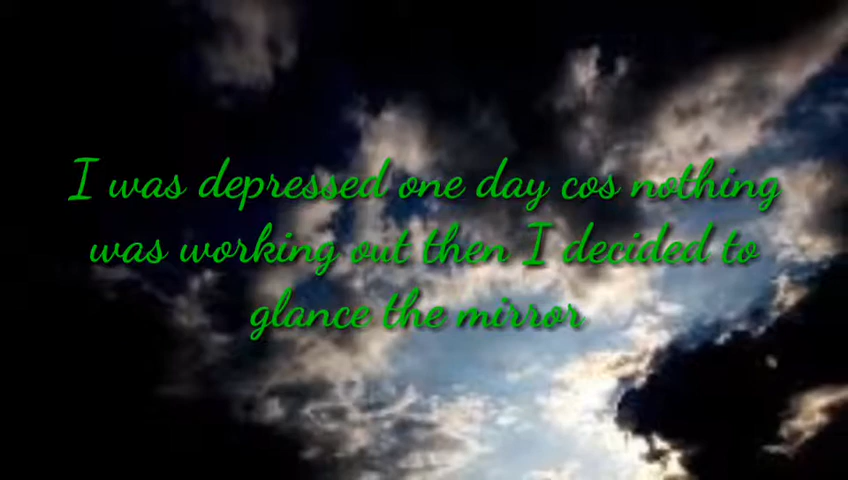 I was depressed one day cos nothing
was working out then I decided to
glance the mirror